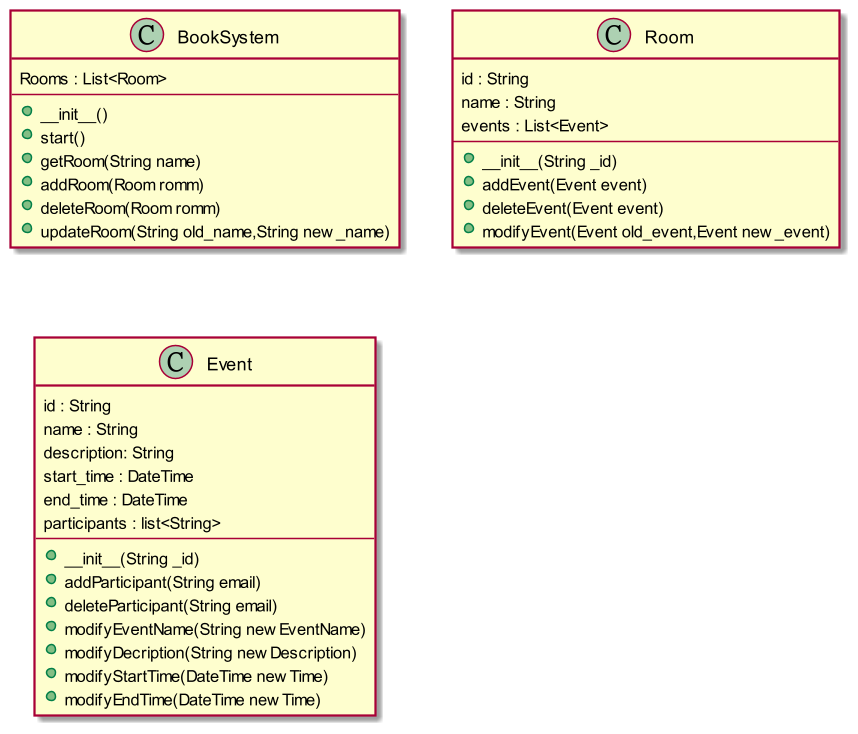 C BookSystem
Rooms : List<Room>
__init__()
start()
getRoom(String name)
addRoom(Room romm)
deleteRoom(Room romm)
updateRoom(String old_name,String new_name)
C Room
id : String
name : String
events : List<Event>
__init__(String _id)
addEvent(Event event)
deleteEvent(Event event)
modifyEvent(Event old_event,Event new_event)
C Event
id : String
name : String
description: String
start_time : DateTime
end_time : DateTime
participants : list<String>
__init__(String _id)
addParticipant(String email)
deleteParticipant(String email)
modifyEventName(String new EventName)
modifyDecription(String new Description)
modifyStartTime(DateTime new Time)
modifyEndTime(DateTime new Time)